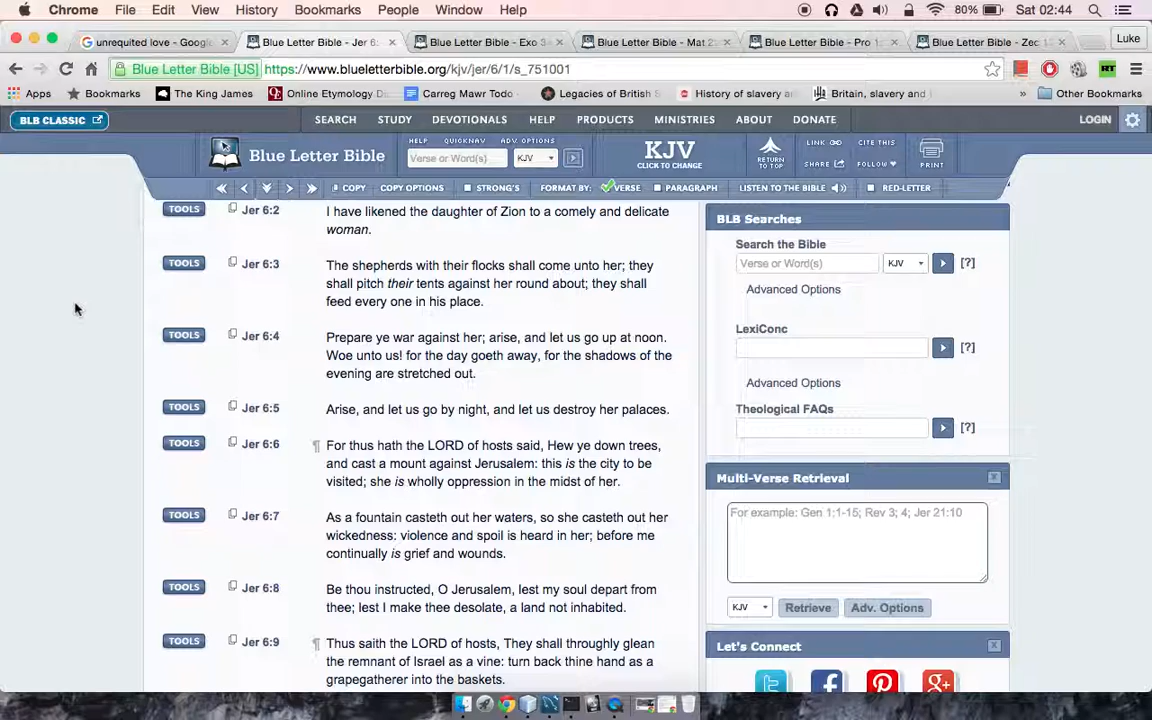 Chrome File Edit View History Bookmarks People Window Help 80% Sat 02:44
unrequited love - Googl Blue Letter Bible - Jer 6: Blue Letter Bible - Exo 3 Blue Letter Bible - Mat 2 Blue Letter Bible - Pro 1 Blue Letter Bible - Zec 1 Luke
Blue Letter Bible [US] https://www.blueletterbible.org/kjv/jer/6/1/s_751001
Apps Bookmarks The King James Online Etymology D Carreg Mawr Todo Legacies of British S History of slavery a Britain, slavery and » Other Bookmarks
BLB CLASSIC SEARCH STUDY DEVOTIONALS HELP PRODUCTS MINISTRIES ABOUT DONATE LOGIN
HELP QUICKNAV ADV. OPTIONS
Blue Letter Bible Verse or Word(s) KJV KJV CLICK TO CHANGE RETURN TO TOP LINK CITE THIS SHARE FOLLOW PRINT
COPY COPY OPTIONS STRONG'S FORMAT BY: VERSE PARAGRAPH LISTEN TO THE BIBLE RED-LETTER
TOOLS Jer 6:2 I have likened the daughter of Zion to a comely and delicate
woman.
TOOLS Jer 6:3 The shepherds with their flocks shall come unto her; they
shall pitch their tents against her round about; they shall
feed every one in his place.
TOOLS Jer 6:4 Prepare ye war against her; arise, and let us go up at noon.
Woe unto us! for the day goeth away, for the shadows of the
evening are stretched out.
TOOLS Jer 6:5 Arise, and let us go by night, and let us destroy her palaces.
TOOLS Jer 6:6 ¶ For thus hath the LORD of hosts said, Hew ye down trees,
and cast a mount against Jerusalem: this is the city to be
visited; she is wholly oppression in the midst of her.
TOOLS Jer 6:7 As a fountain casteth out her waters, so she casteth out her
wickedness: violence and spoil is heard in her; before me
continually is grief and wounds.
TOOLS Jer 6:8 Be thou instructed, O Jerusalem, lest my soul depart from
thee; lest I make thee desolate, a land not inhabited.
TOOLS Jer 6:9 ¶ Thus saith the LORD of hosts, They shall throughly glean
the remnant of Israel as a vine: turn back thine hand as a
grapegatherer into the baskets.
BLB Searches
Search the Bible
Verse or Word(s) KJV [?]
Advanced Options
LexiConc
[?]
Advanced Options
Theological FAQs
[?]
Multi-Verse Retrieval
For example: Gen 1:1-15; Rev 3; 4; Jer 21:10
KJV Retrieve Adv. Options
Let's Connect